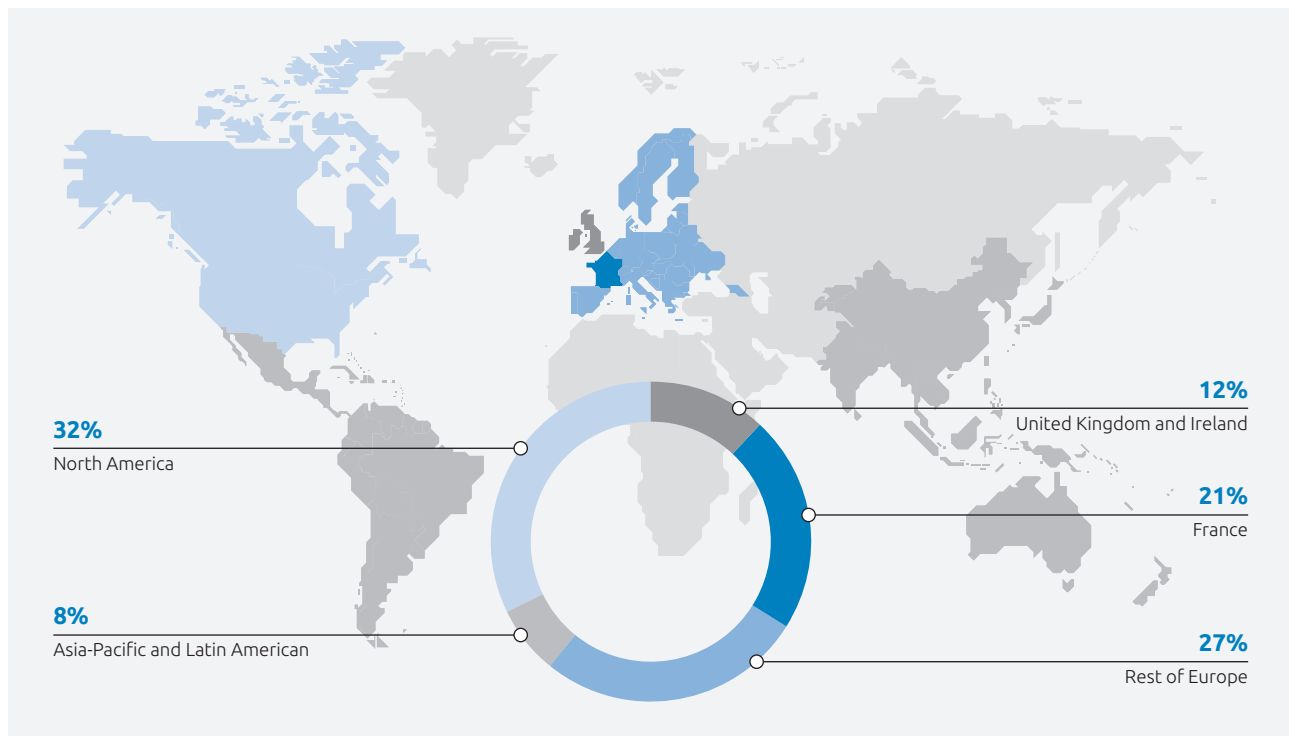 12%
United Kingdom and Ireland
32%
North America
21%
France
8%
Asia-Pacific and Latin American
27%
Rest of Europe